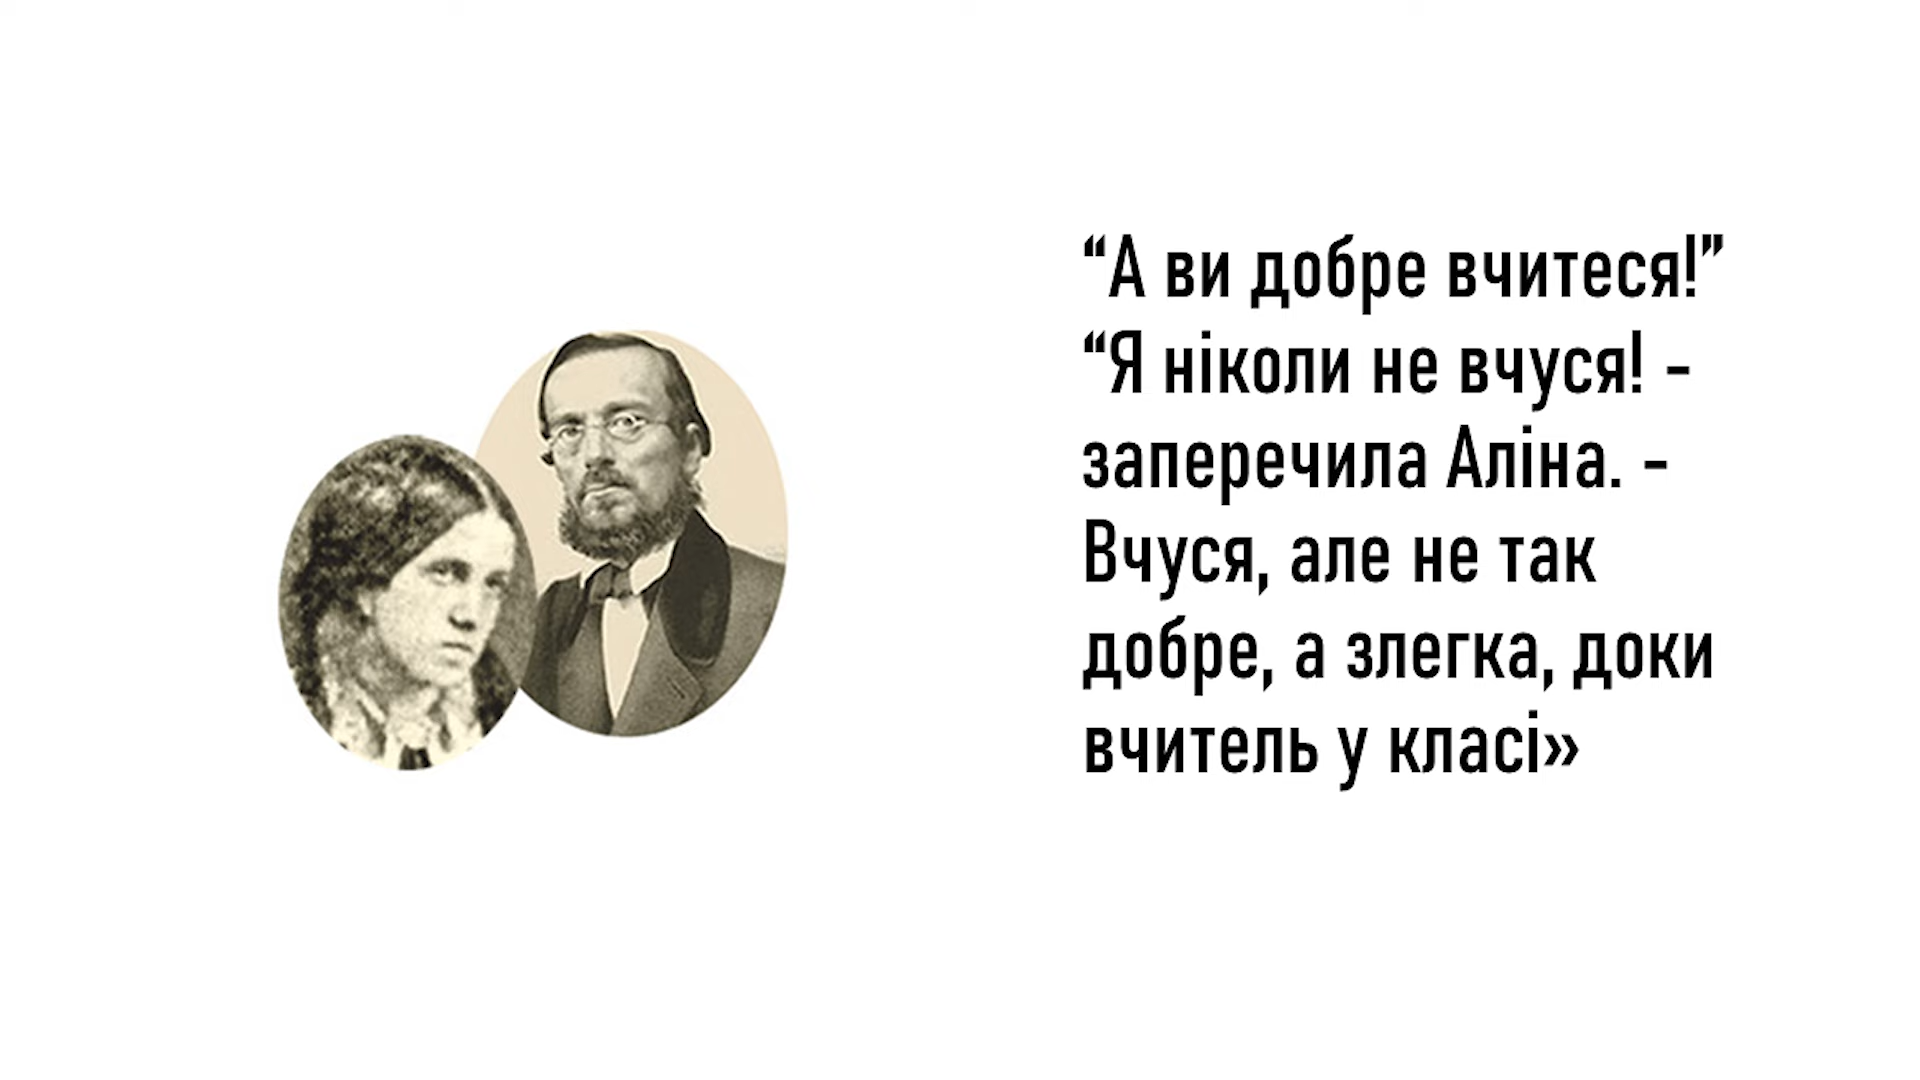 “А ви добре вчитеся!”
“Я ніколи не вчуся! -
заперечила Аліна. -
Вчуся, але не так
добре, а злегка, доки
вчитель у класі»